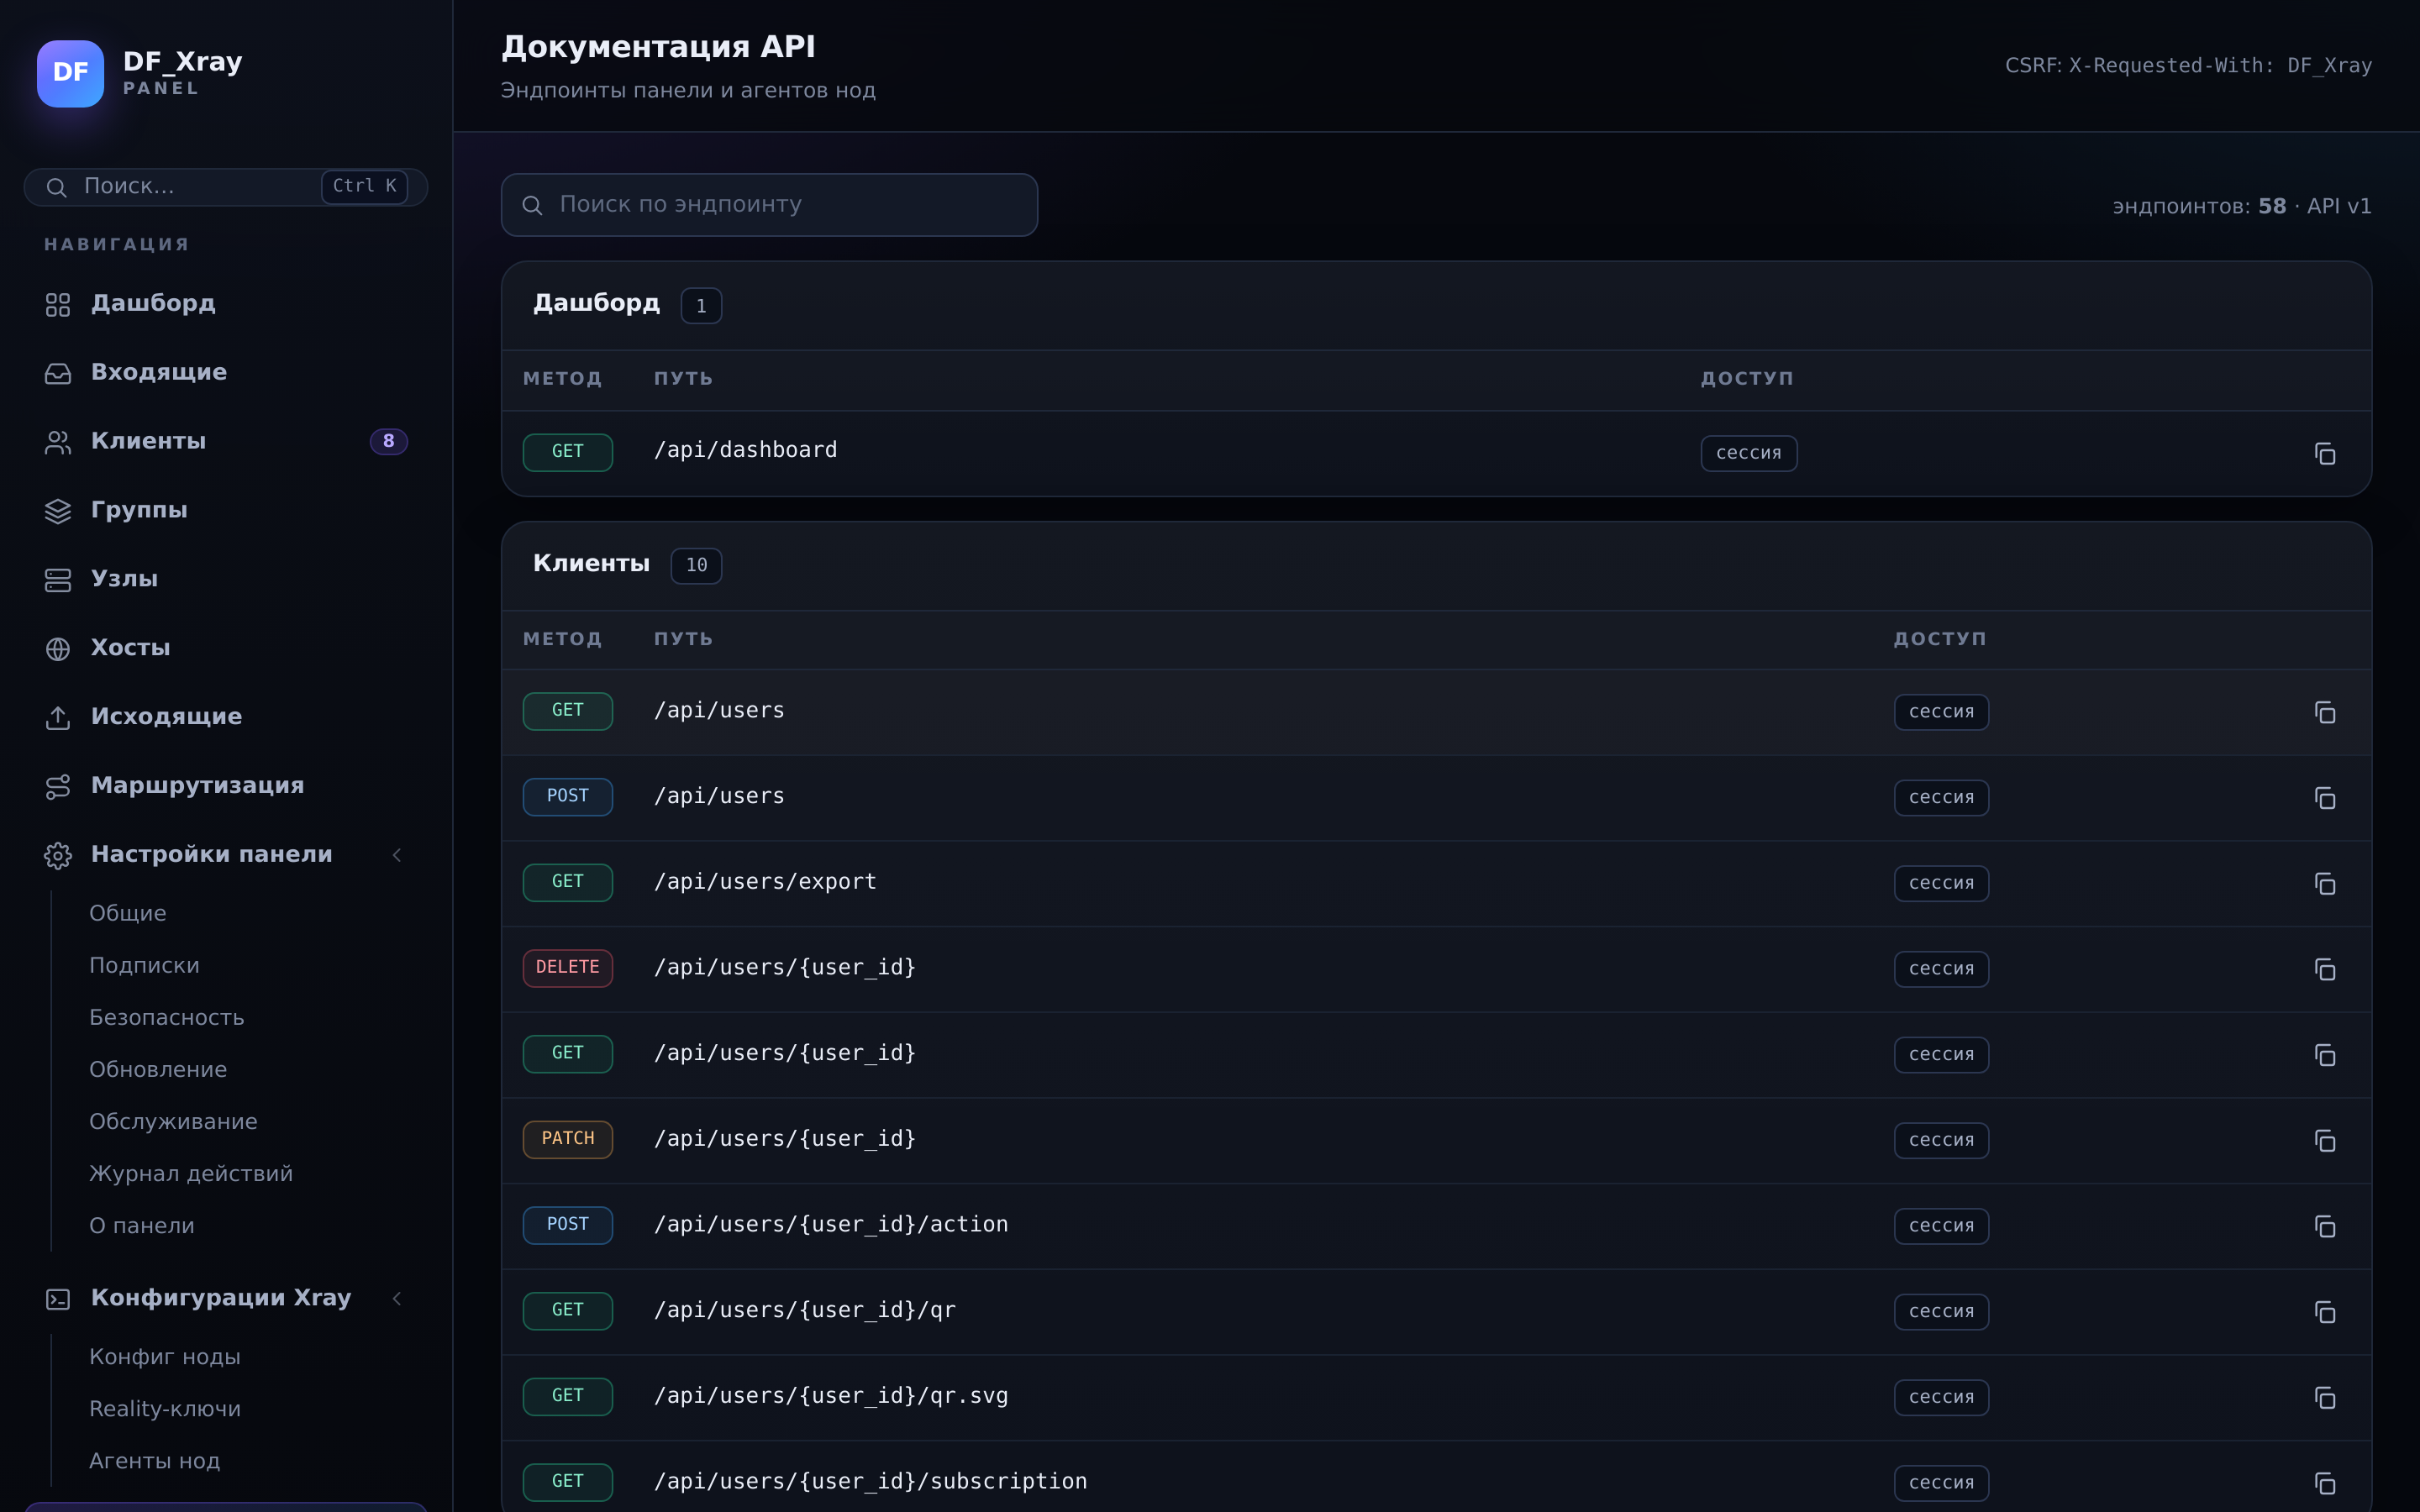 DF
DF_Xray
PANEL
Поиск...
Ctrl K
НАВИГАЦИЯ
Дашборд
Входящие
Клиенты 8
Группы
Узлы
Хосты
Исходящие
Маршрутизация
Настройки панели
Общие
Подписки
Безопасность
Обновление
Обслуживание
Журнал действий
О панели
Конфигурации Xray
Конфиг ноды
Reality-ключи
Агенты нод
Документация API
Эндпоинты панели и агентов нод
CSRF: X-Requested-With: DF_Xray
Поиск по эндпоинту
эндпоинтов: 58 · API v1
Дашборд 1
МЕТОД ПУТЬ ДОСТУП
GET /api/dashboard сессия
Клиенты 10
МЕТОД ПУТЬ ДОСТУП
GET /api/users сессия
POST /api/users сессия
GET /api/users/export сессия
DELETE /api/users/{user_id} сессия
GET /api/users/{user_id} сессия
PATCH /api/users/{user_id} сессия
POST /api/users/{user_id}/action сессия
GET /api/users/{user_id}/qr сессия
GET /api/users/{user_id}/qr.svg сессия
GET /api/users/{user_id}/subscription сессия